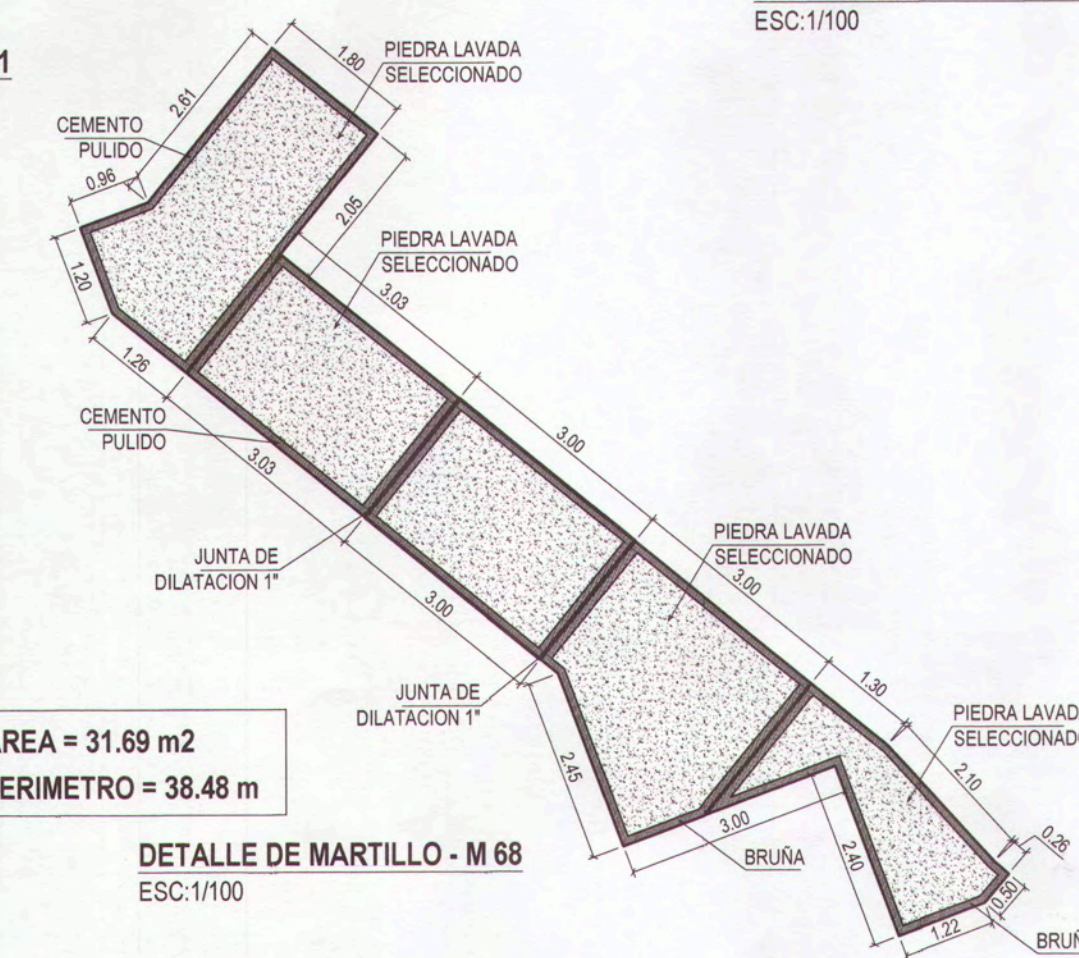 ESC:1/100
1
1.80
PIEDRA LAVADA
SELECCIONADO
2.61
CEMENTO
PULIDO
0.96
2.05
PIEDRA LAVADA
SELECCIONADO
1.20
3.03
1.26
CEMENTO
PULIDO
3.00
3.03
PIEDRA LAVADA
SELECCIONADO
JUNTA DE
DILATACION 1"
3.00
3.00
1.30
JUNTA DE
DILATACION 1"
PIEDRA LAVAD
SELECCIONAD
AREA = 31.69 m2
ERIMETRO = 38.48 m
2.45
2.10
3.00
0.26
BRUÑA
2.40
0.50
1.22
BRUÑ
DETALLE DE MARTILLO - M 68
ESC:1/100